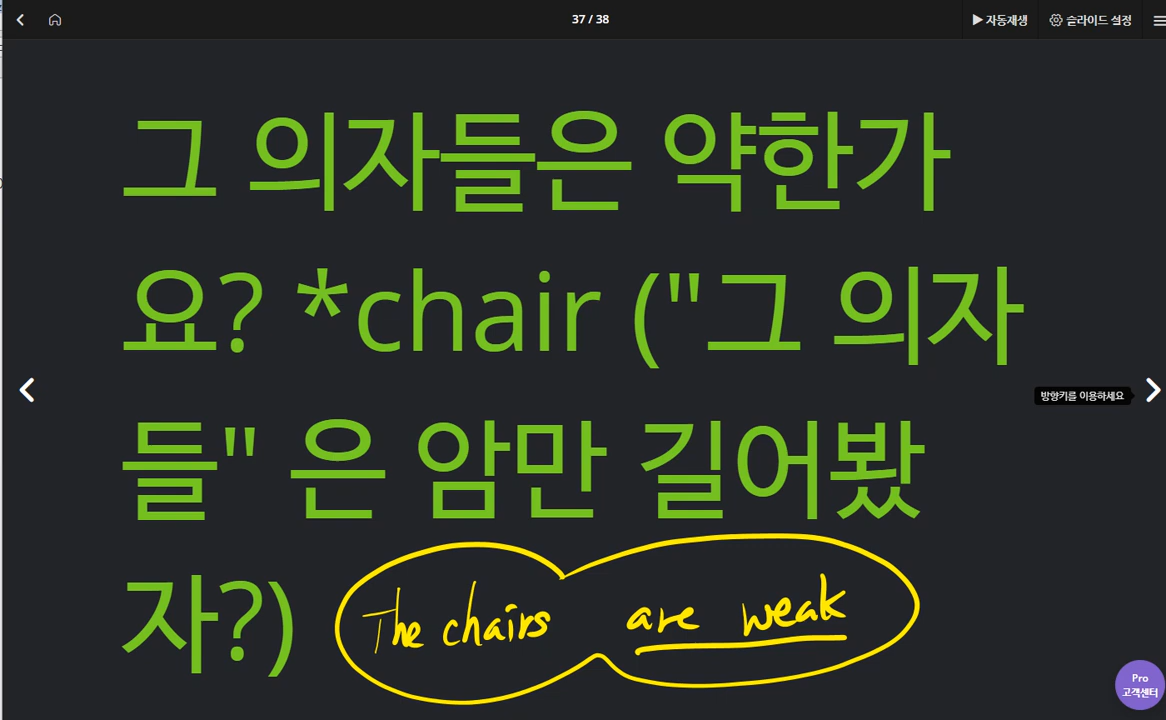 37 / 38
▶ 자동재생
슬라이드 설정
그 의자들은 약한가
요? *chair ("그 의자
방향키를 이용하세요
들" 은 암만 길어봤
자?)
The chairs are weak
Pro
고객센터